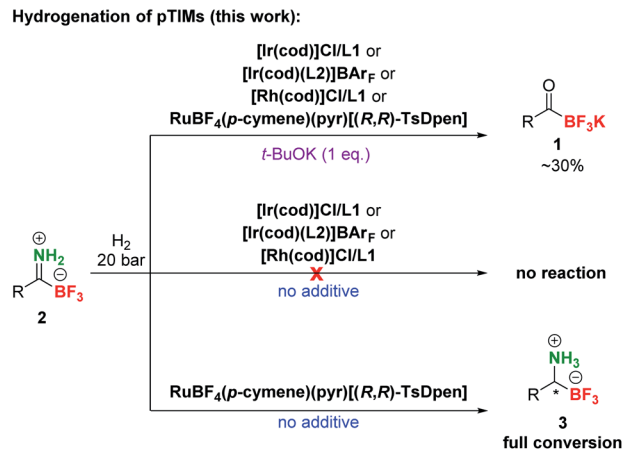 Hydrogenation of pTIMs (this work):
[Ir(cod)]Cl/L1 or
[Ir(cod)(L2)]BArF or
[Rh(cod)]Cl/L1 or
RuBF4(p-cymene)(pyr)[(R,R)-TsDpen]
t-BuOK (1 eq.)
O
R
BF3K
1
~30%
[Ir(cod)]Cl/L1 or
[Ir(cod)(L2)]BArF or
[Rh(cod)]Cl/L1
X
no additive
no reaction
+
NH2
R
−
BF3
2
H2
20 bar
RuBF4(p-cymene)(pyr)[(R,R)-TsDpen]
no additive
+
NH3
−
R
*
BF3
3
full conversion